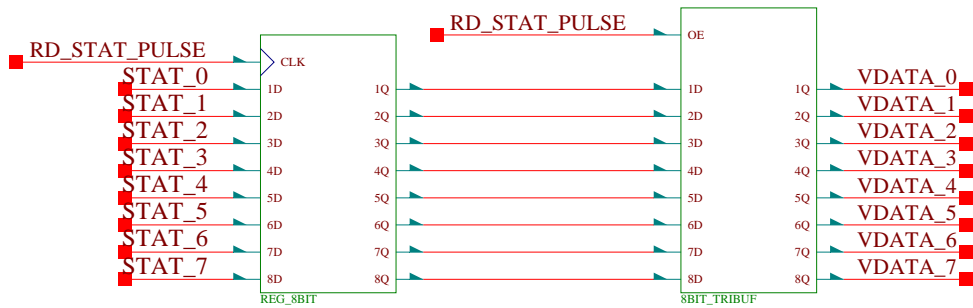 RD_STAT_PULSE
RD_STAT_PULSE OE
CLK
STAT_0 1D 1Q 1D 1Q VDATA_0
STAT_1 2D 2Q 2D 2Q VDATA_1
STAT_2 3D 3Q 3D 3Q VDATA_2
STAT_3 4D 4Q 4D 4Q VDATA_3
STAT_4 5D 5Q 5D 5Q VDATA_4
STAT_5 6D 6Q 6D 6Q VDATA_5
STAT_6 7D 7Q 7D 7Q VDATA_6
STAT_7 8D 8Q 8D 8Q VDATA_7
REG_8BIT 8BIT_TRIBUF